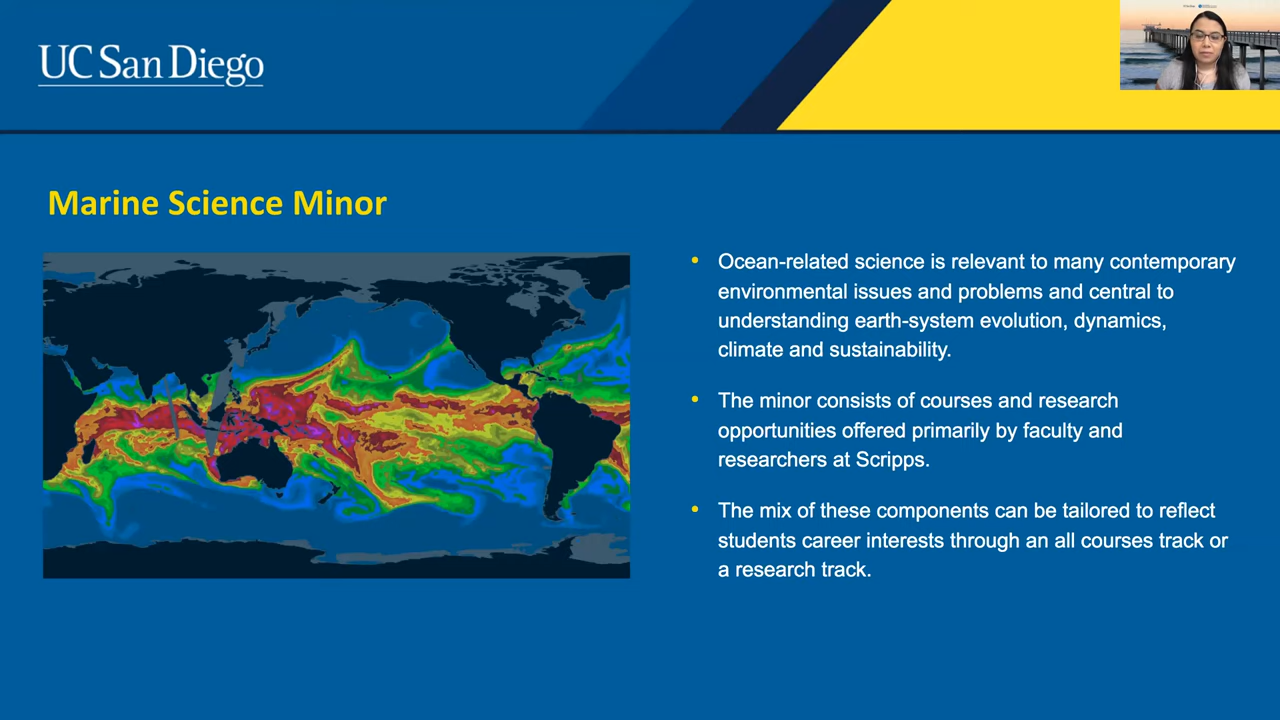 UC San Diego
Marine Science Minor
• Ocean-related science is relevant to many contemporary
environmental issues and problems and central to
understanding earth-system evolution, dynamics,
climate and sustainability.
• The minor consists of courses and research
opportunities offered primarily by faculty and
researchers at Scripps.
• The mix of these components can be tailored to reflect
students career interests through an all courses track or
a research track.